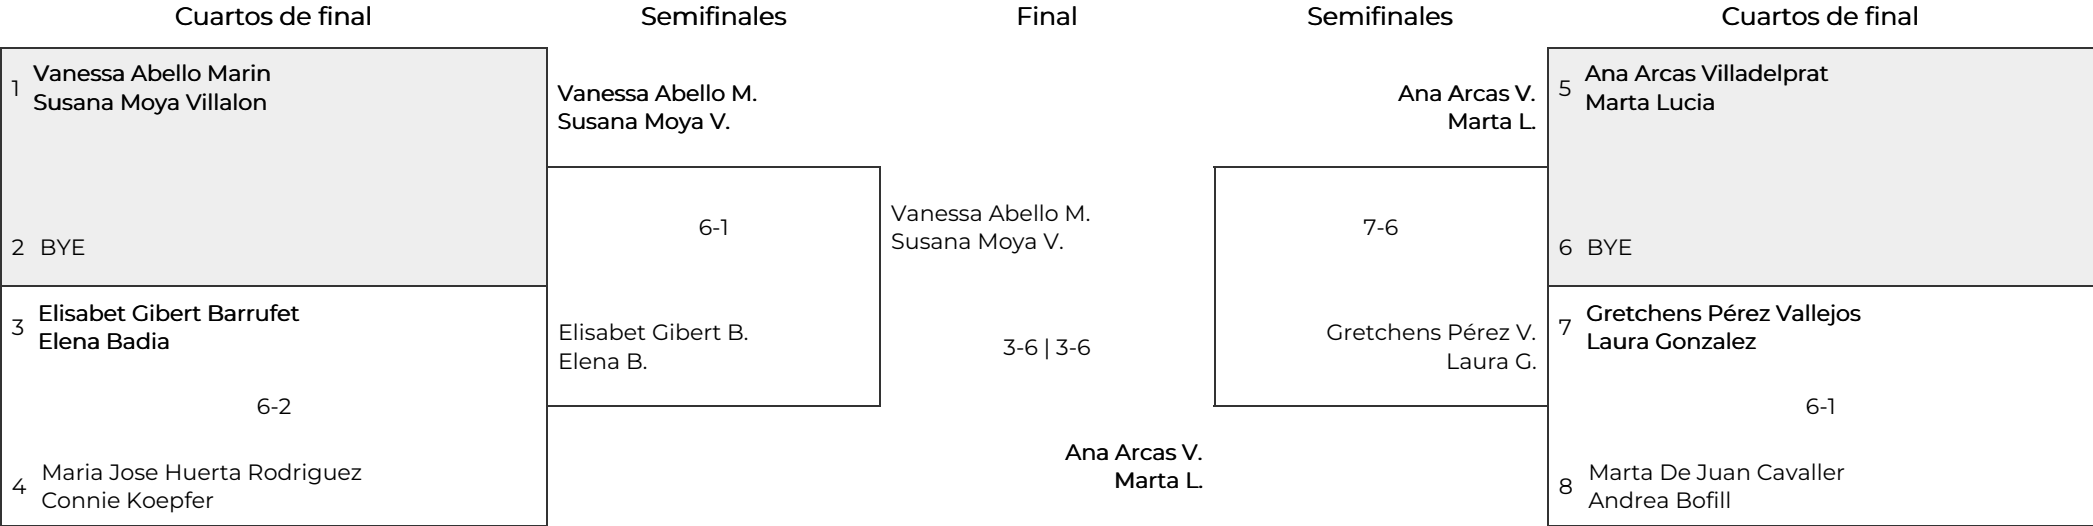 Cuartos de final
Semifinales
Final
Semifinales
Cuartos de final
1
Vanessa Abello Marin
Susana Moya Villalon
2 BYE
3
Elisabet Gibert Barrufet
Elena Badia
6-2
4
Maria Jose Huerta Rodriguez
Connie Koepfer
Vanessa Abello M.
Susana Moya V.
6-1
Elisabet Gibert B.
Elena B.
Vanessa Abello M.
Susana Moya V.
3-6 | 3-6
Ana Arcas V.
Marta L.
Ana Arcas V.
Marta L.
7-6
Gretchens Pérez V.
Laura G.
5
Ana Arcas Villadelprat
Marta Lucia
6 BYE
7
Gretchens Pérez Vallejos
Laura Gonzalez
6-1
8
Marta De Juan Cavaller
Andrea Bofill